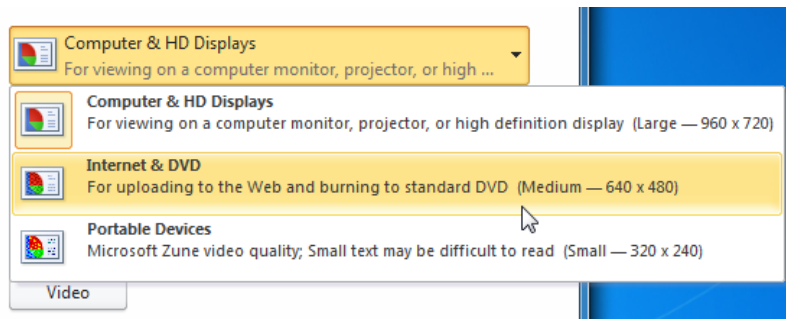 Computer & HD Displays
For viewing on a computer monitor, projector, or high ...
Computer & HD Displays
For viewing on a computer monitor, projector, or high definition display (Large — 960 x 720)
Internet & DVD
For uploading to the Web and burning to standard DVD (Medium — 640 x 480)
Portable Devices
Microsoft Zune video quality; Small text may be difficult to read (Small — 320 x 240)
Video